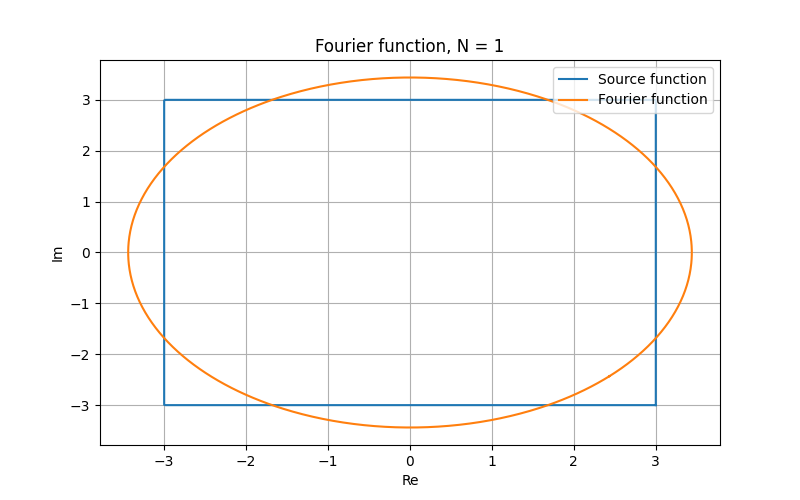 Fourier function, N = 1
Source function
Fourier function
Im
3
2
1
0
−1
−2
−3
−3 −2 −1 0 1 2 3
Re